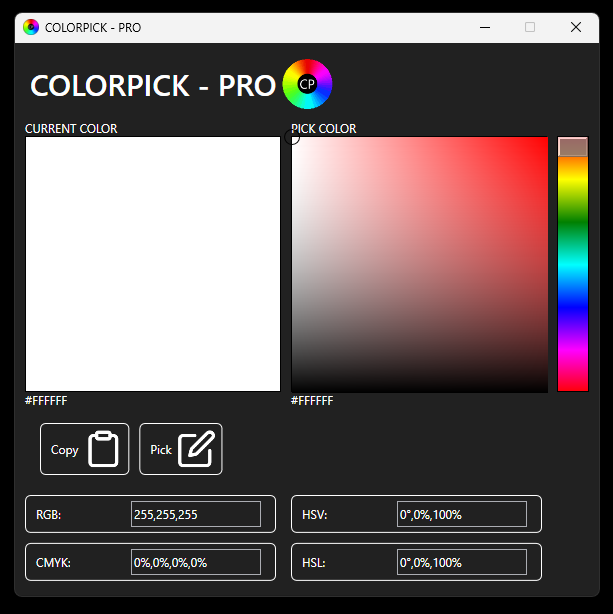 COLORPICK - PRO
COLORPICK - PRO CP
CURRENT COLOR PICK COLOR
#FFFFFF #FFFFFF
Copy Pick
RGB: 255,255,255 HSV: 0°,0%,100%
CMYK: 0%,0%,0%,0% HSL: 0°,0%,100%